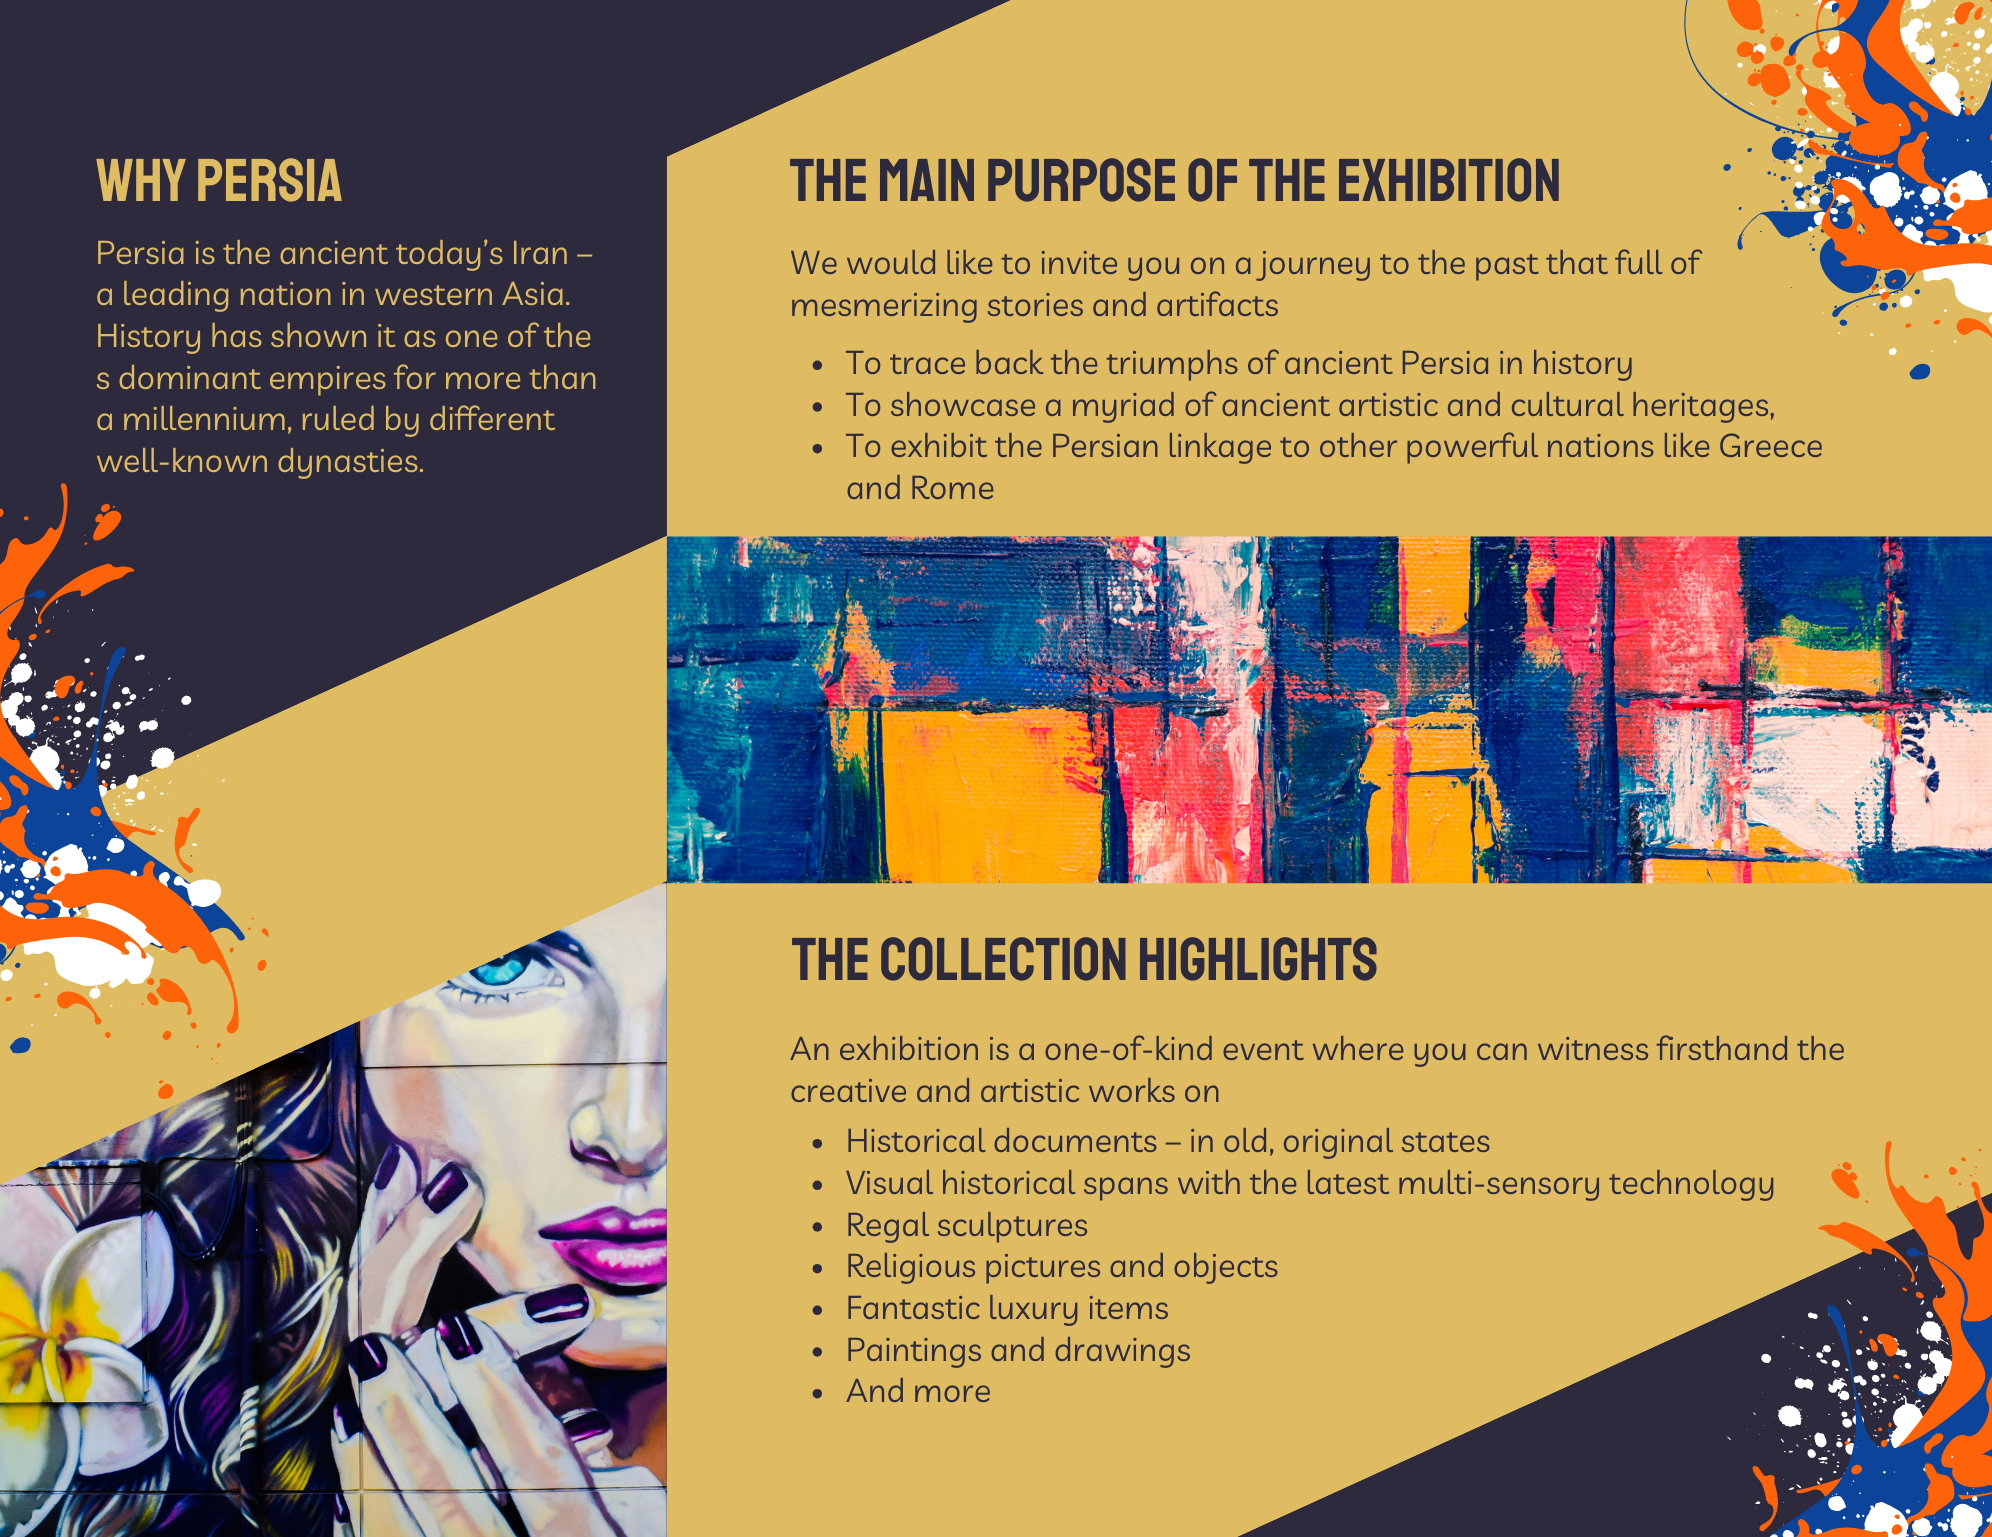 WHY PERSIA
Persia is the ancient today’s Iran –
a leading nation in western Asia.
History has shown it as one of the
s dominant empires for more than
a millennium, ruled by different
well-known dynasties.
THE MAIN PURPOSE OF THE EXHIBITION
We would like to invite you on a journey to the past that full of
mesmerizing stories and artifacts
• To trace back the triumphs of ancient Persia in history
• To showcase a myriad of ancient artistic and cultural heritages,
• To exhibit the Persian linkage to other powerful nations like Greece
and Rome
THE COLLECTION HIGHLIGHTS
An exhibition is a one-of-kind event where you can witness firsthand the
creative and artistic works on
• Historical documents – in old, original states
• Visual historical spans with the latest multi-sensory technology
• Regal sculptures
• Religious pictures and objects
• Fantastic luxury items
• Paintings and drawings
• And more